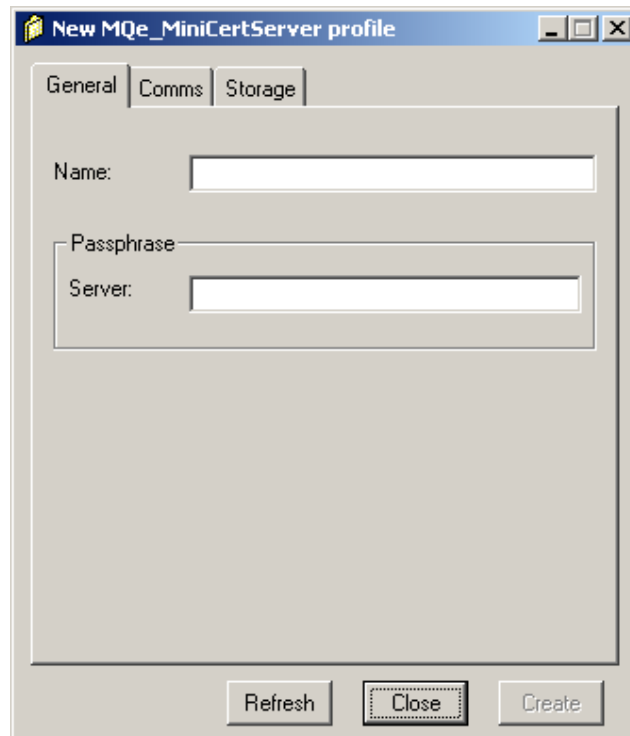 New MQe_MiniCertServer profile
General Comms Storage
Name:
Passphrase
Server:
Refresh Close Create